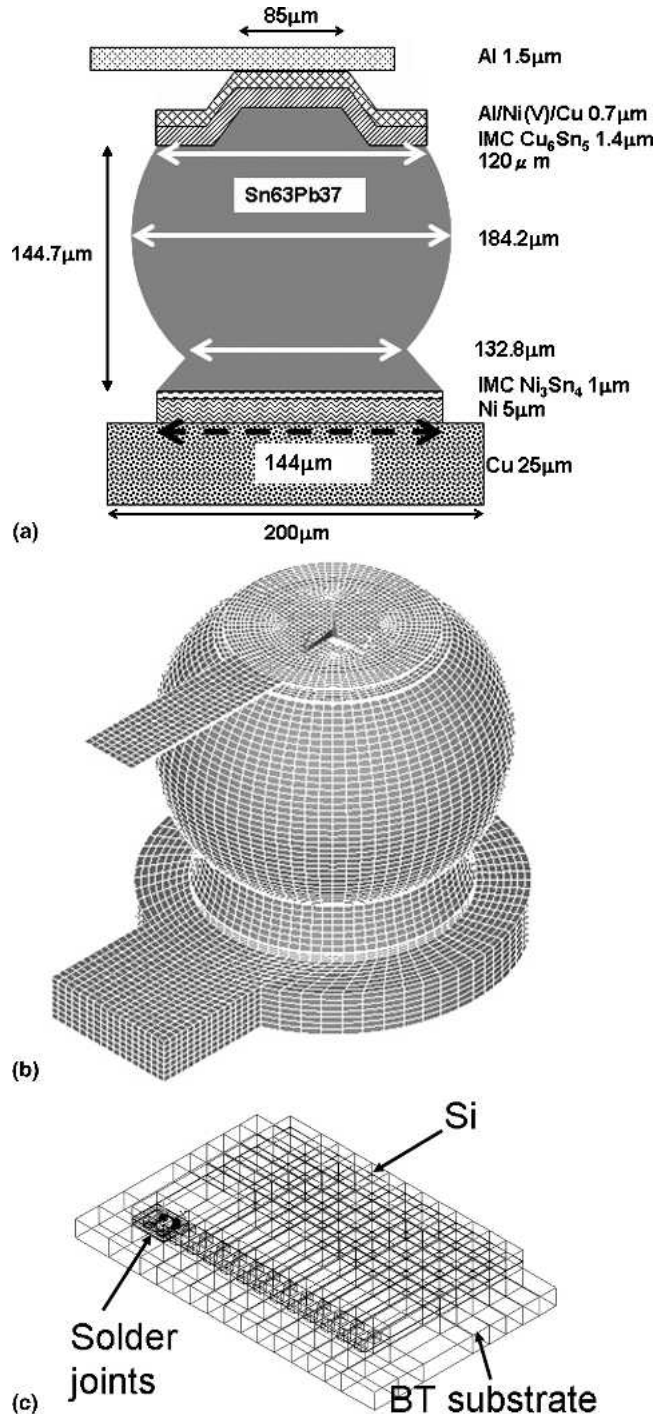 85μm
Al 1.5μm
Al/Ni(V)/Cu 0.7μm
IMC Cu₆Sn₅ 1.4μm
120μm
Sn63Pb37
184.2μm
144.7μm
132.8μm
IMC Ni₃Sn₄ 1μm
Ni 5μm
144μm
Cu 25μm
(a)
200μm
(b)
Si
Solder
joints
BT substrate
(c)